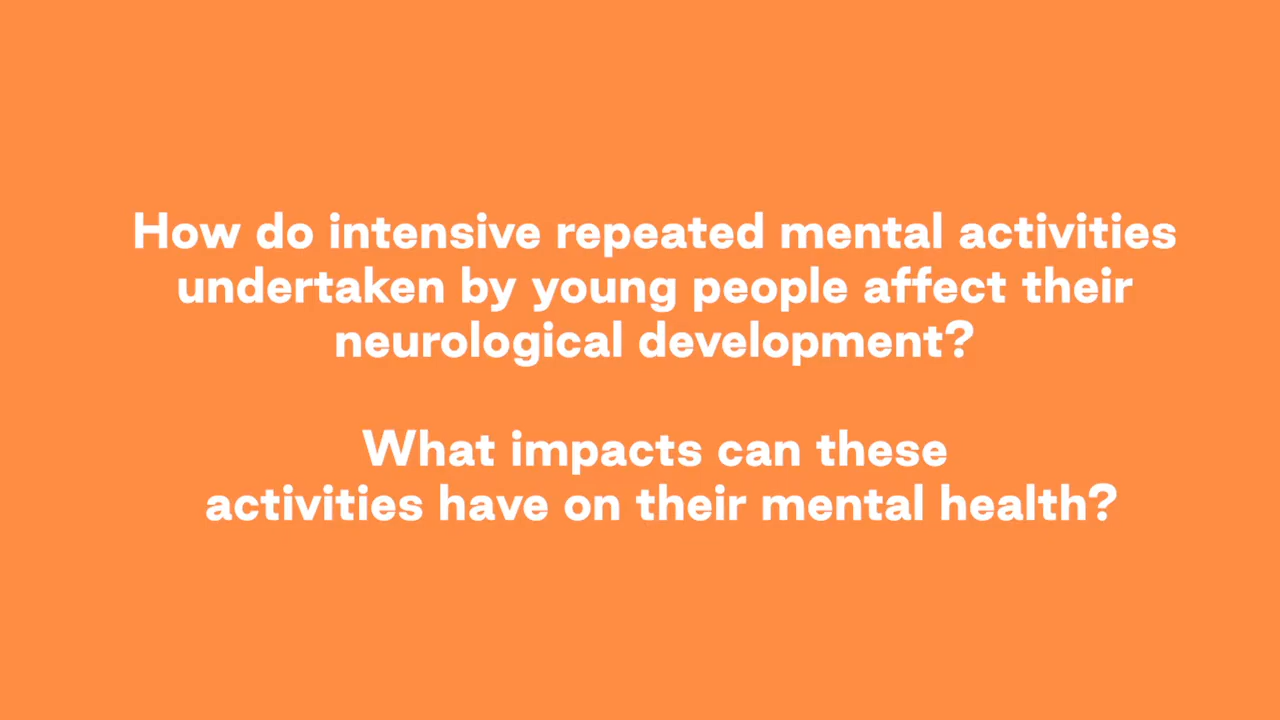 How do intensive repeated mental activities
undertaken by young people affect their
neurological development?
What impacts can these
activities have on their mental health?